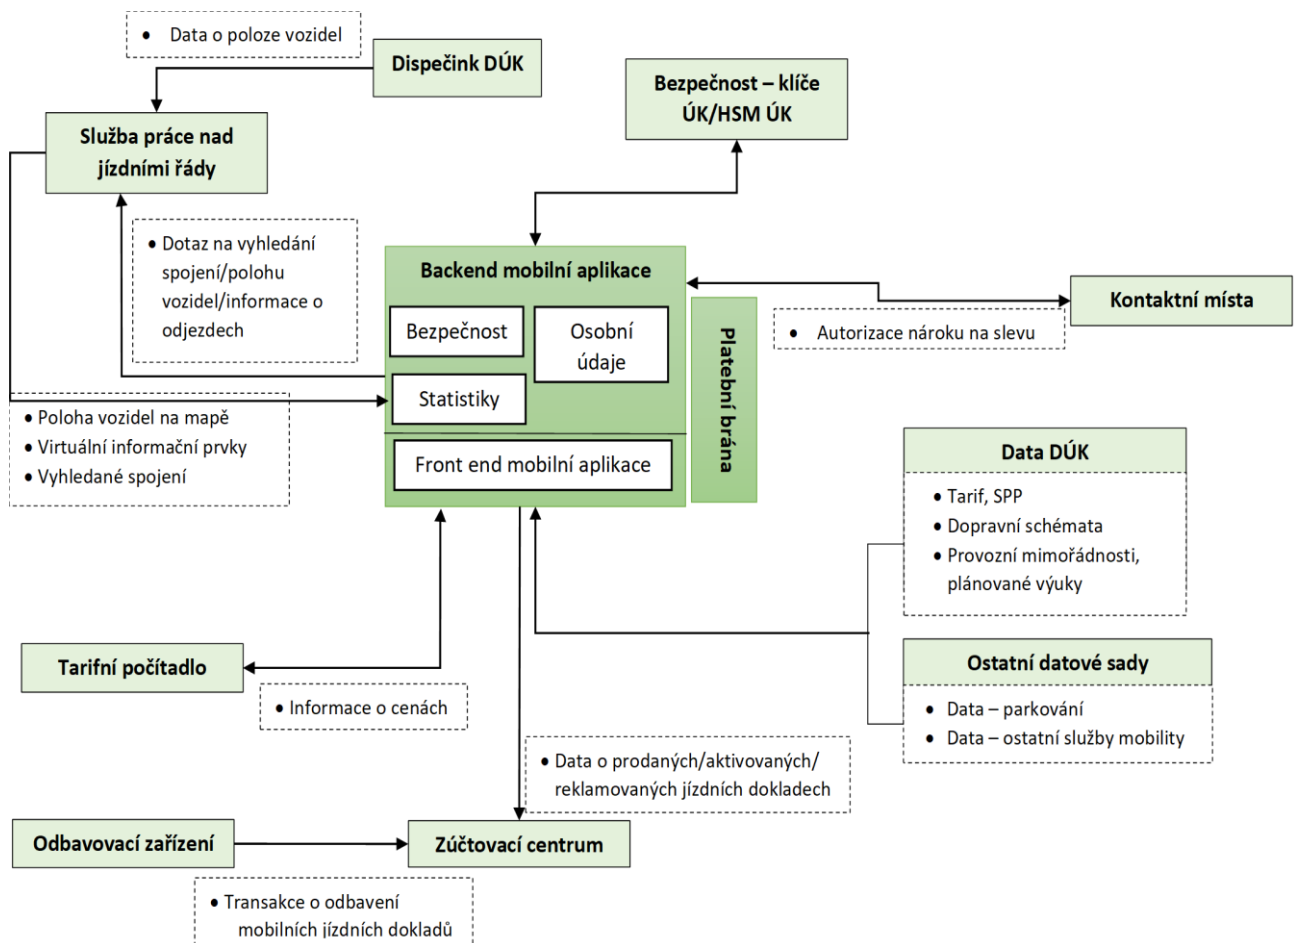 • Data o poloze vozidel
Dispečink DÚK
Bezpečnost – klíče
ÚK/HSM ÚK
Služba práce nad
jízdními řády
• Dotaz na vyhledání
spojení/polohu
vozidel/informace o
odjezdech
Backend mobilní aplikace
Bezpečnost
Osobní
údaje
Statistiky
Front end mobilní aplikace
Platební brána
Kontaktní místa
• Autorizace nároku na slevu
• Poloha vozidel na mapě
• Virtuální informační prvky
• Vyhledané spojení
Data DÚK
• Tarif, SPP
• Dopravní schémata
• Provozní mimořádnosti,
plánované výuky
Tarifní počítadlo
• Informace o cenách
Ostatní datové sady
• Data – parkování
• Data – ostatní služby mobility
• Data o prodaných/aktivovaných/
reklamovaných jízdních dokladech
Odbavovací zařízení
Zúčtovací centrum
• Transakce o odbavení
mobilních jízdních dokladů